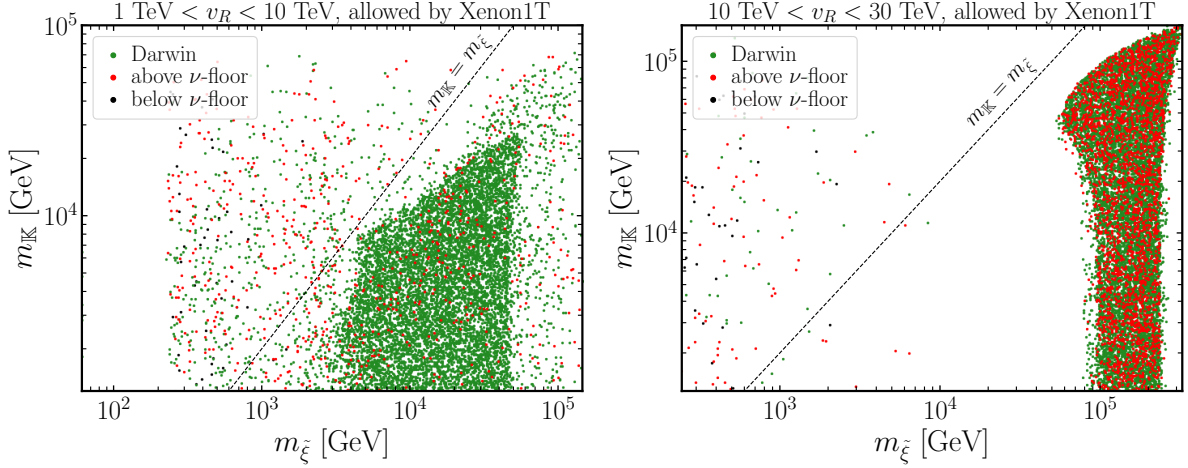 1 TeV < v_R < 10 TeV, allowed by Xenon1T
10^5
10^4
m_𝕂 [GeV]
Darwin
above ν-floor
below ν-floor
m_𝕂 = m_ξ̃
10^2
10^3
10^4
10^5
m_ξ̃ [GeV]
10 TeV < v_R < 30 TeV, allowed by Xenon1T
10^5
10^4
m_𝕂 [GeV]
Darwin
above ν-floor
below ν-floor
m_𝕂 = m_ξ̃
10^3
10^4
10^5
m_ξ̃ [GeV]